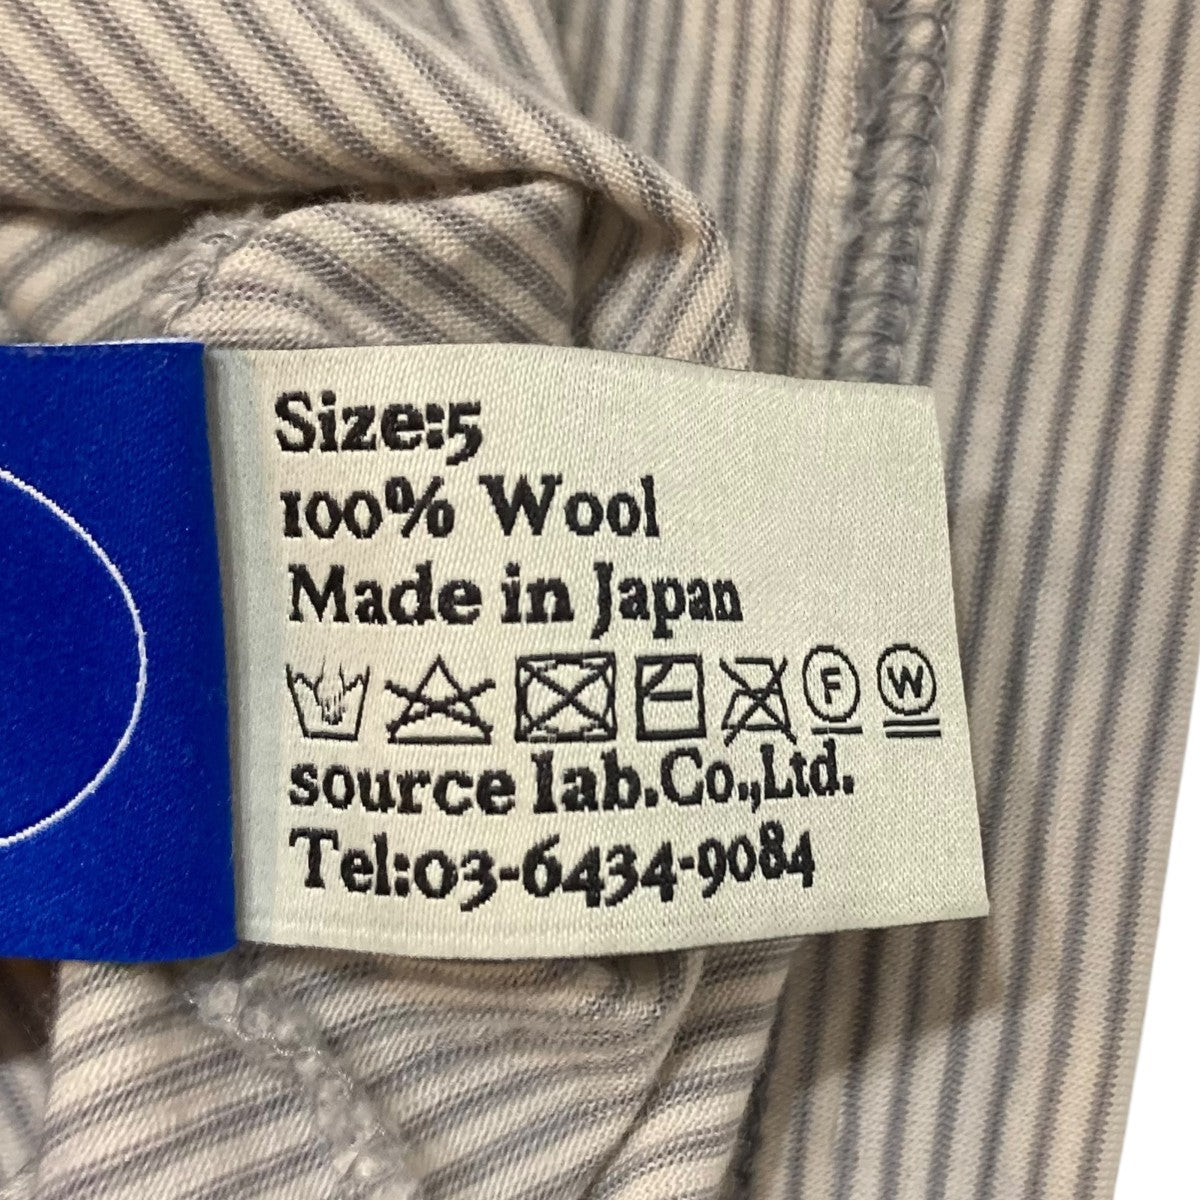 Size:5
100% Wool
Made in Japan
F W
source lab.Co.,Ltd.
Tel:03-6434-9084